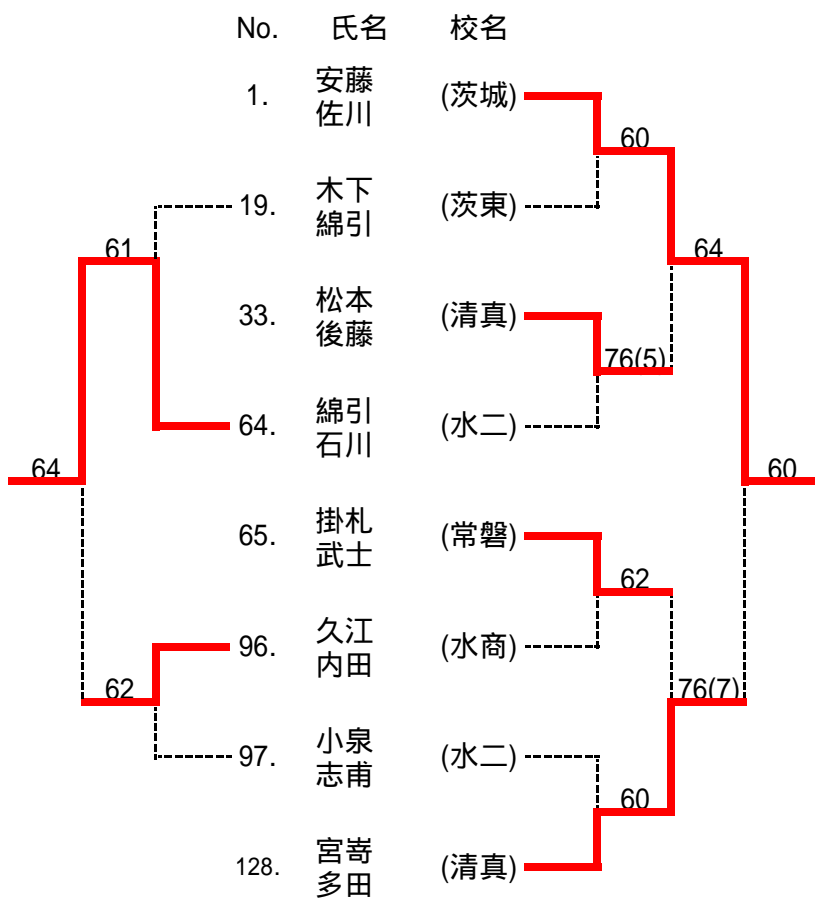 No. 氏名 校名
1. 安藤 佐川 (茨城)
60
19. 木下 綿引 (茨東)
61
64
33. 松本 後藤 (清真)
76(5)
64. 綿引 石川 (水二)
64
60
65. 掛札 武士 (常磐)
62
96. 久江 内田 (水商)
62
76(7)
97. 小泉 志甫 (水二)
60
128. 宮嵜 多田 (清真)